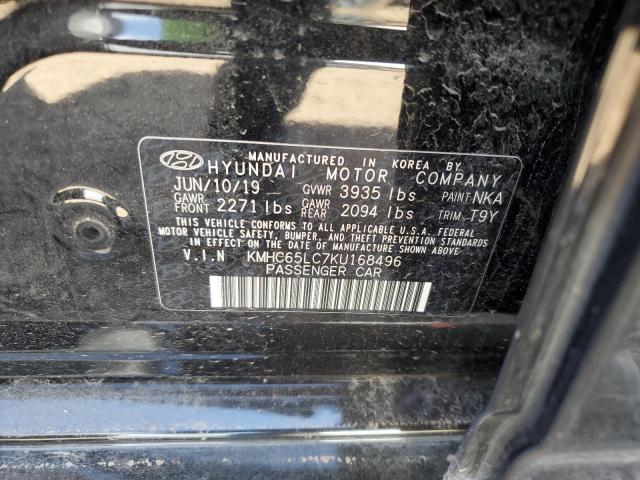 MANUFACTURED IN KOREA BY
HYUNDAI MOTOR COMPANY
JUN/10/19 GVWR 3935 lbs PAINT NKA
GAWR FRONT 2271 lbs GAWR REAR 2094 lbs TRIM T9Y
THIS VEHICLE CONFORMS TO ALL APPLICABLE U.S.A. FEDERAL
MOTOR VEHICLE SAFETY, BUMPER, AND THEFT PREVENTION STANDARDS
IN EFFECT ON THE DATE OF MANUFACTURE SHOWN ABOVE.
V.I.N KMHC65LC7KU168496
PASSENGER CAR